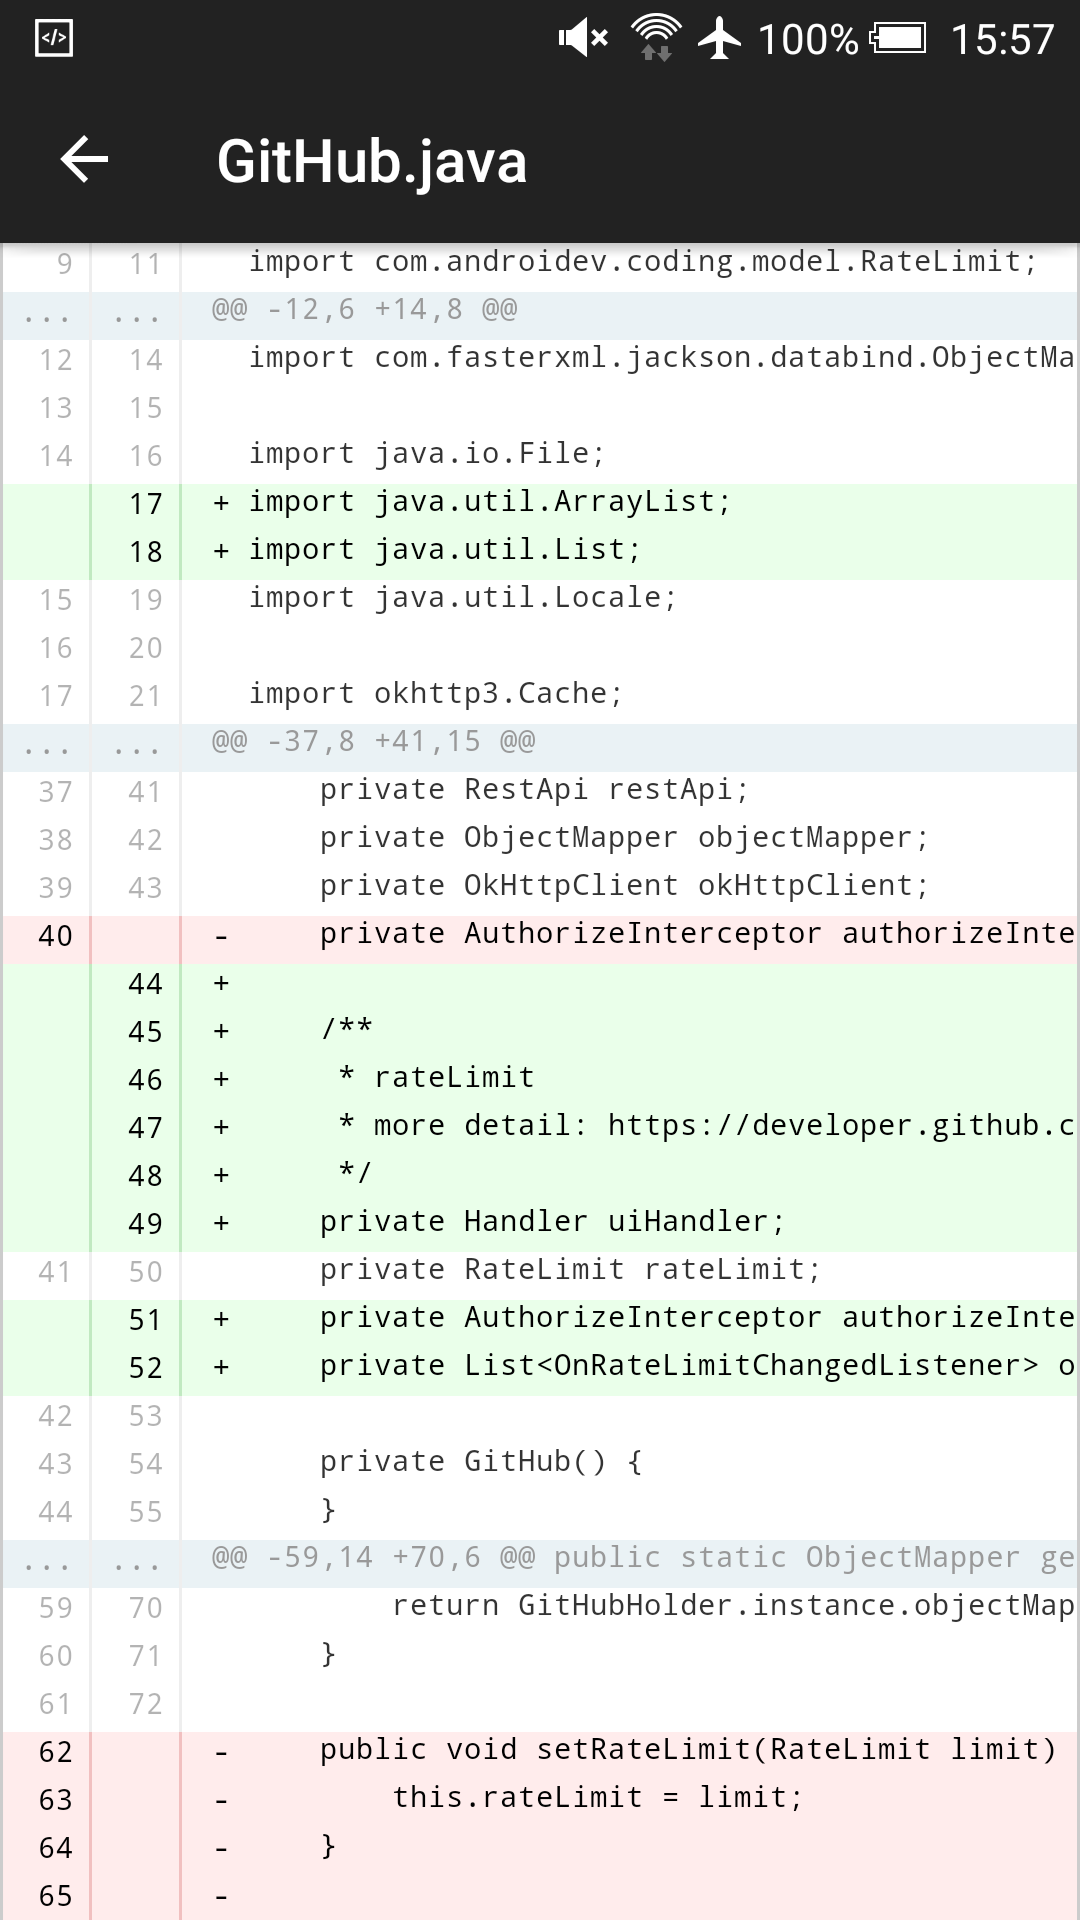 </> 100% 15:57
GitHub.java
9 11 import com.androidev.coding.model.RateLimit;
... ... @@ -12,6 +14,8 @@
12 14 import com.fasterxml.jackson.databind.ObjectMa
13 15
14 16 import java.io.File;
17 + import java.util.ArrayList;
18 + import java.util.List;
15 19 import java.util.Locale;
16 20
17 21 import okhttp3.Cache;
... ... @@ -37,8 +41,15 @@
37 41 private RestApi restApi;
38 42 private ObjectMapper objectMapper;
39 43 private OkHttpClient okHttpClient;
40 - private AuthorizeInterceptor authorizeInte
44 +
45 + /**
46 + * rateLimit
47 + * more detail: https://developer.github.c
48 + */
49 + private Handler uiHandler;
41 50 private RateLimit rateLimit;
51 + private AuthorizeInterceptor authorizeInte
52 + private List<OnRateLimitChangedListener> o
42 53
43 54 private GitHub() {
44 55 }
... ... @@ -59,14 +70,6 @@ public static ObjectMapper ge
59 70 return GitHubHolder.instance.objectMap
60 71 }
61 72
62 - public void setRateLimit(RateLimit limit)
63 - this.rateLimit = limit;
64 - }
65 -